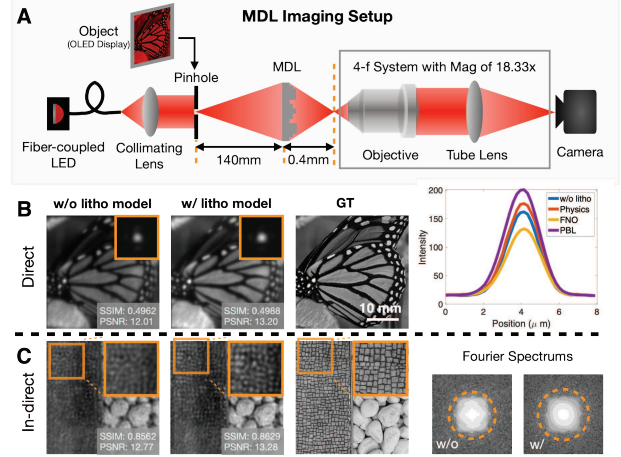 A
MDL Imaging Setup
Object
(OLED Display)
Pinhole
MDL
4-f System with Mag of 18.33x
Fiber-coupled
LED
Collimating
Lens
140mm
0.4mm
Objective
Tube Lens
Camera
B
w/o litho model
w/ litho model
GT
Direct
SSIM: 0.4962
PSNR: 12.01
SSIM: 0.4988
PSNR: 13.20
10 mm
200
150
100
50
0
Intensity
w/o litho
Physics
FNO
PBL
0
2
4
6
8
Position (μ m)
C
In-direct
SSIM: 0.8562
PSNR: 12.77
SSIM: 0.8629
PSNR: 13.28
Fourier Spectrums
w/o
w/